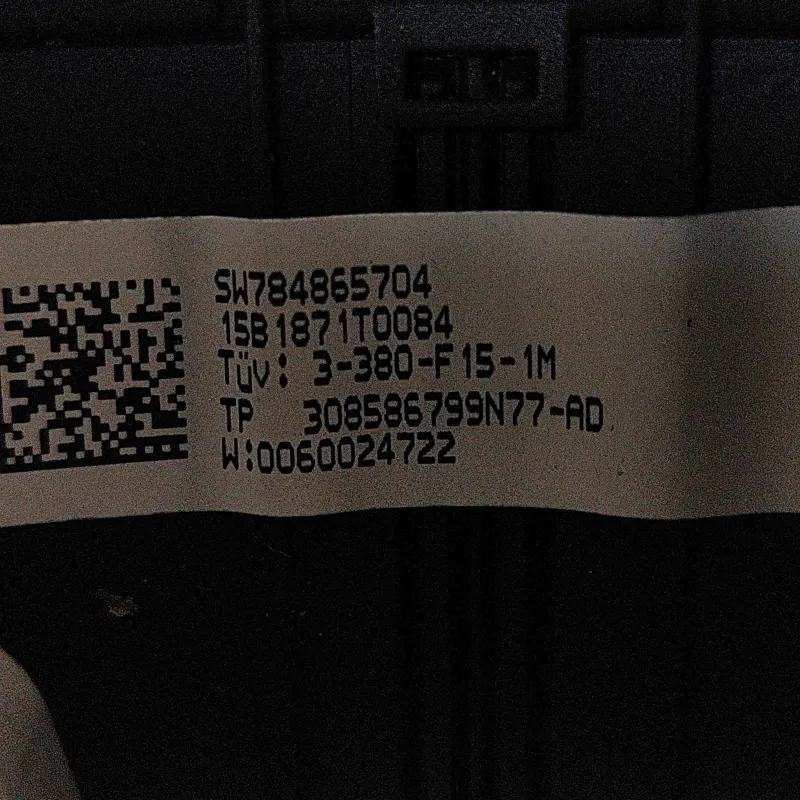 SW784865704
15B1871T0084
TÜV: 3-380-F15-1M
TP 308586799N77-AD
W:0060024722